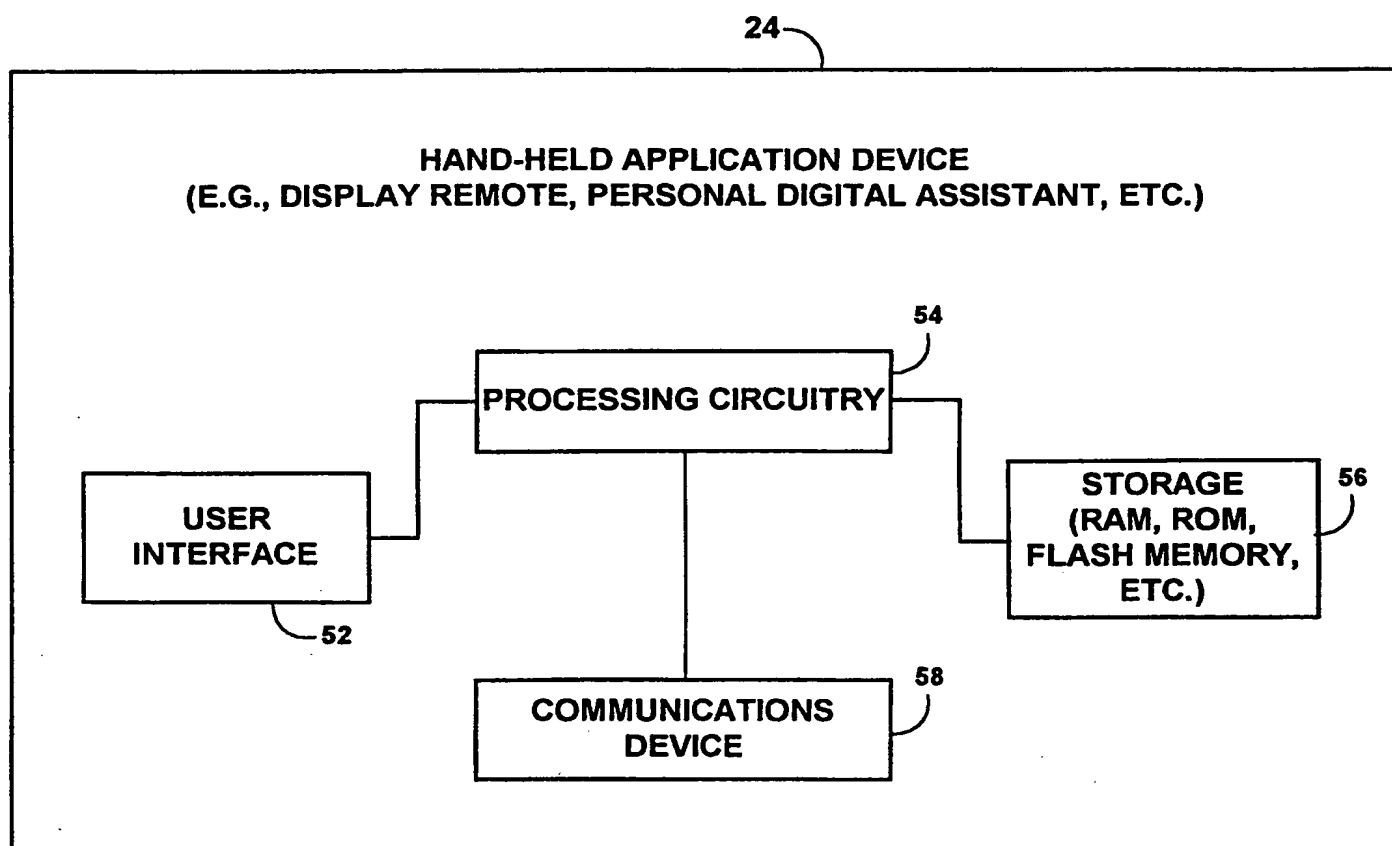 24
HAND-HELD APPLICATION DEVICE
(E.G., DISPLAY REMOTE, PERSONAL DIGITAL ASSISTANT, ETC.)
54
PROCESSING CIRCUITRY
USER
INTERFACE
52
STORAGE
(RAM, ROM,
FLASH MEMORY,
ETC.)
56
COMMUNICATIONS
DEVICE
58